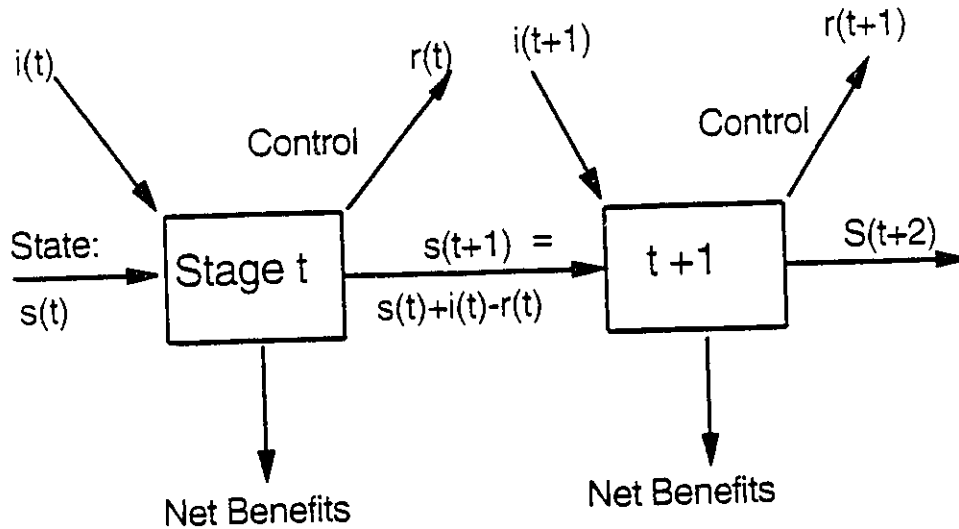 i(t)
r(t)
i(t+1)
r(t+1)
Control
Control
State:
s(t)
Stage t
s(t+1) =
s(t)+i(t)-r(t)
t +1
S(t+2)
Net Benefits
Net Benefits